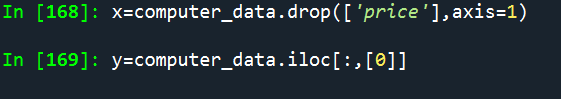 In [168]: x=computer_data.drop(['price'],axis=1)
In [169]: y=computer_data.iloc[:,[0]]